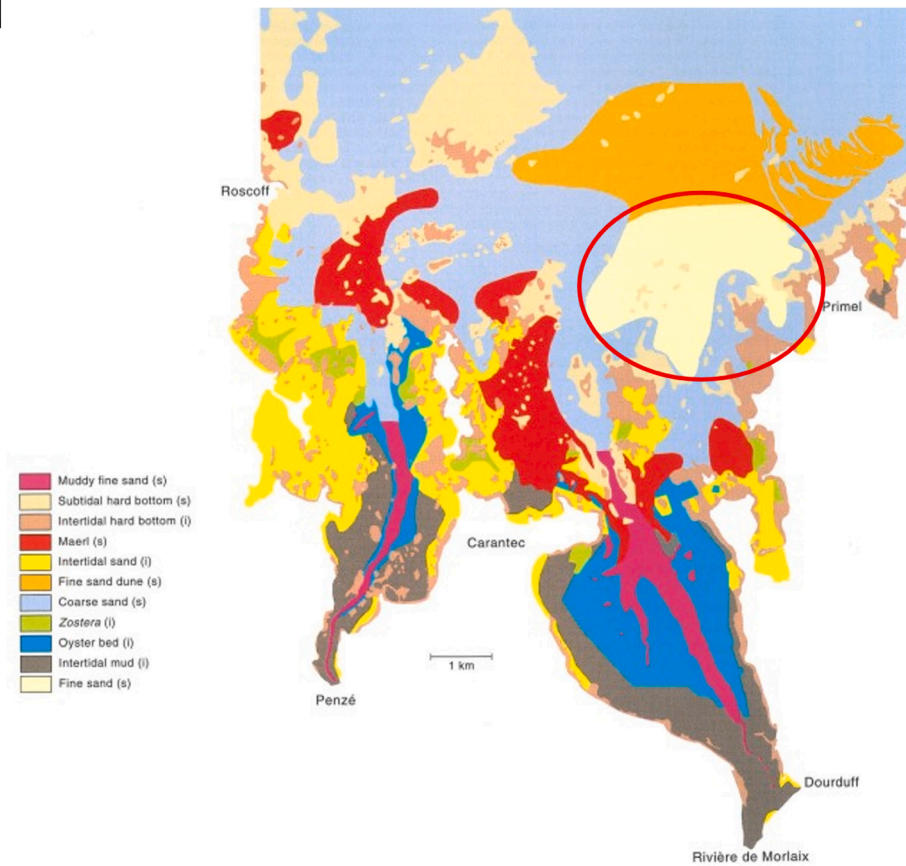 Roscoff
Primel
Muddy fine sand (s)
Subtidal hard bottom (s)
Intertidal hard bottom (i)
Maerl (s)
Intertidal sand (i)
Fine sand dune (s)
Coarse sand (s)
Zostera (i)
Oyster bed (i)
Intertidal mud (i)
Fine sand (s)
Carantec
1 km
Penzé
Dourduff
Rivière de Morlaix